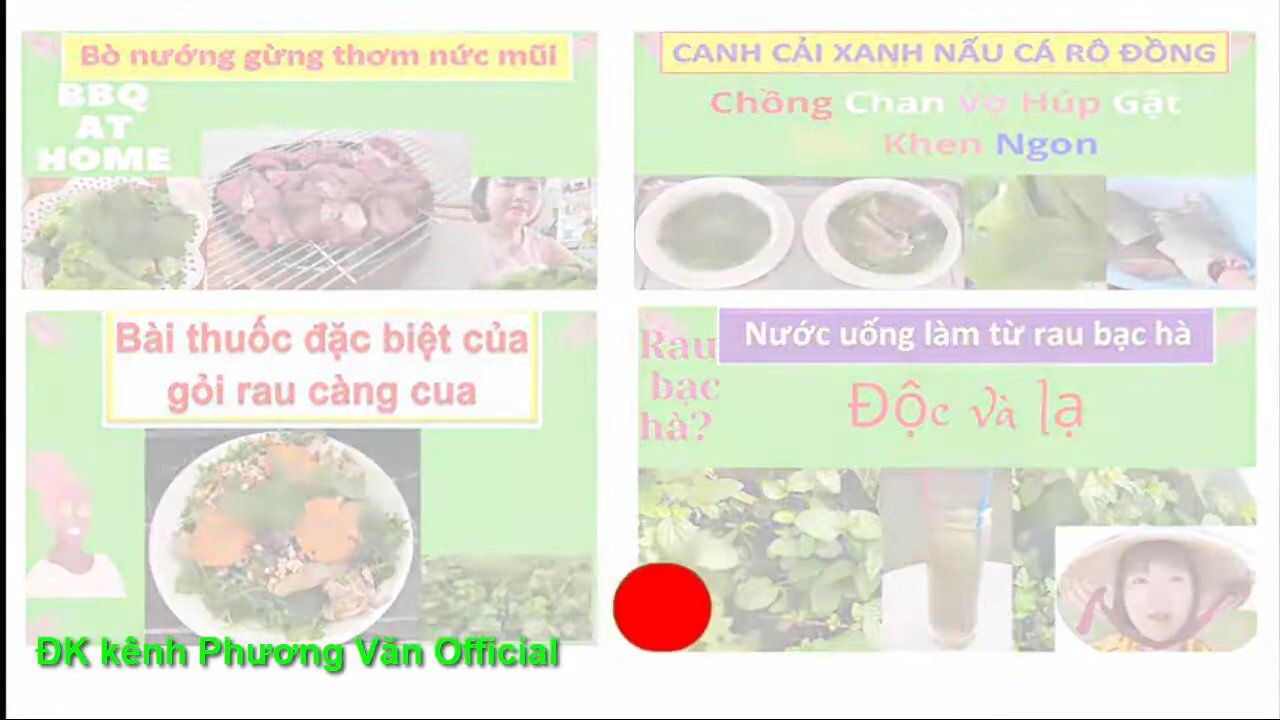 Bò nướng gừng thơm nức mũi
BBQ
AT
HOME
CANH CẢI XANH NẤU CÁ RÔ ĐỒNG
Chồng Chan Vợ Húp Gật
Khen Ngon
Bài thuốc đặc biệt của
gỏi rau càng cua
Rau
bạc
hà?
Nước uống làm từ rau bạc hà
Độc và lạ
ĐK kênh Phương Văn Official